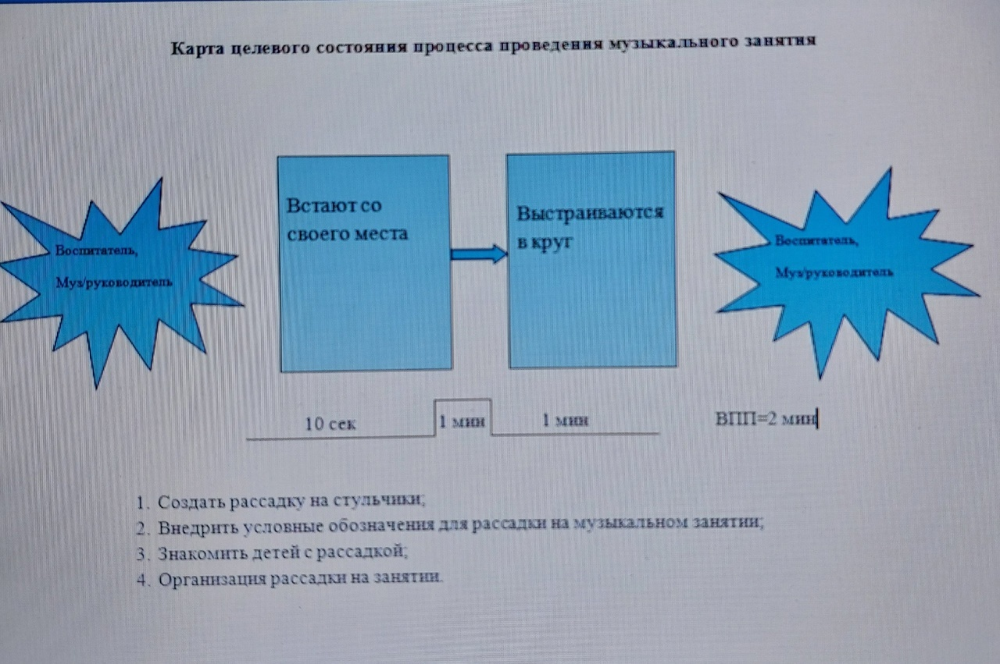 Карта целевого состояния процесса проведения музыкального занятия
Воспитатель,
Муз/руководитель
Встают со
своего места
Выстраиваются
в круг
Воспитатель,
Муз/руководитель
10 сек
1 мин
1 мин
ВПП=2 мин
1. Создать рассадку на стульчики;
2. Внедрить условные обозначения для рассадки на музыкальном занятии;
3. Знакомить детей с рассадкой;
4. Организация рассадки на занятии.